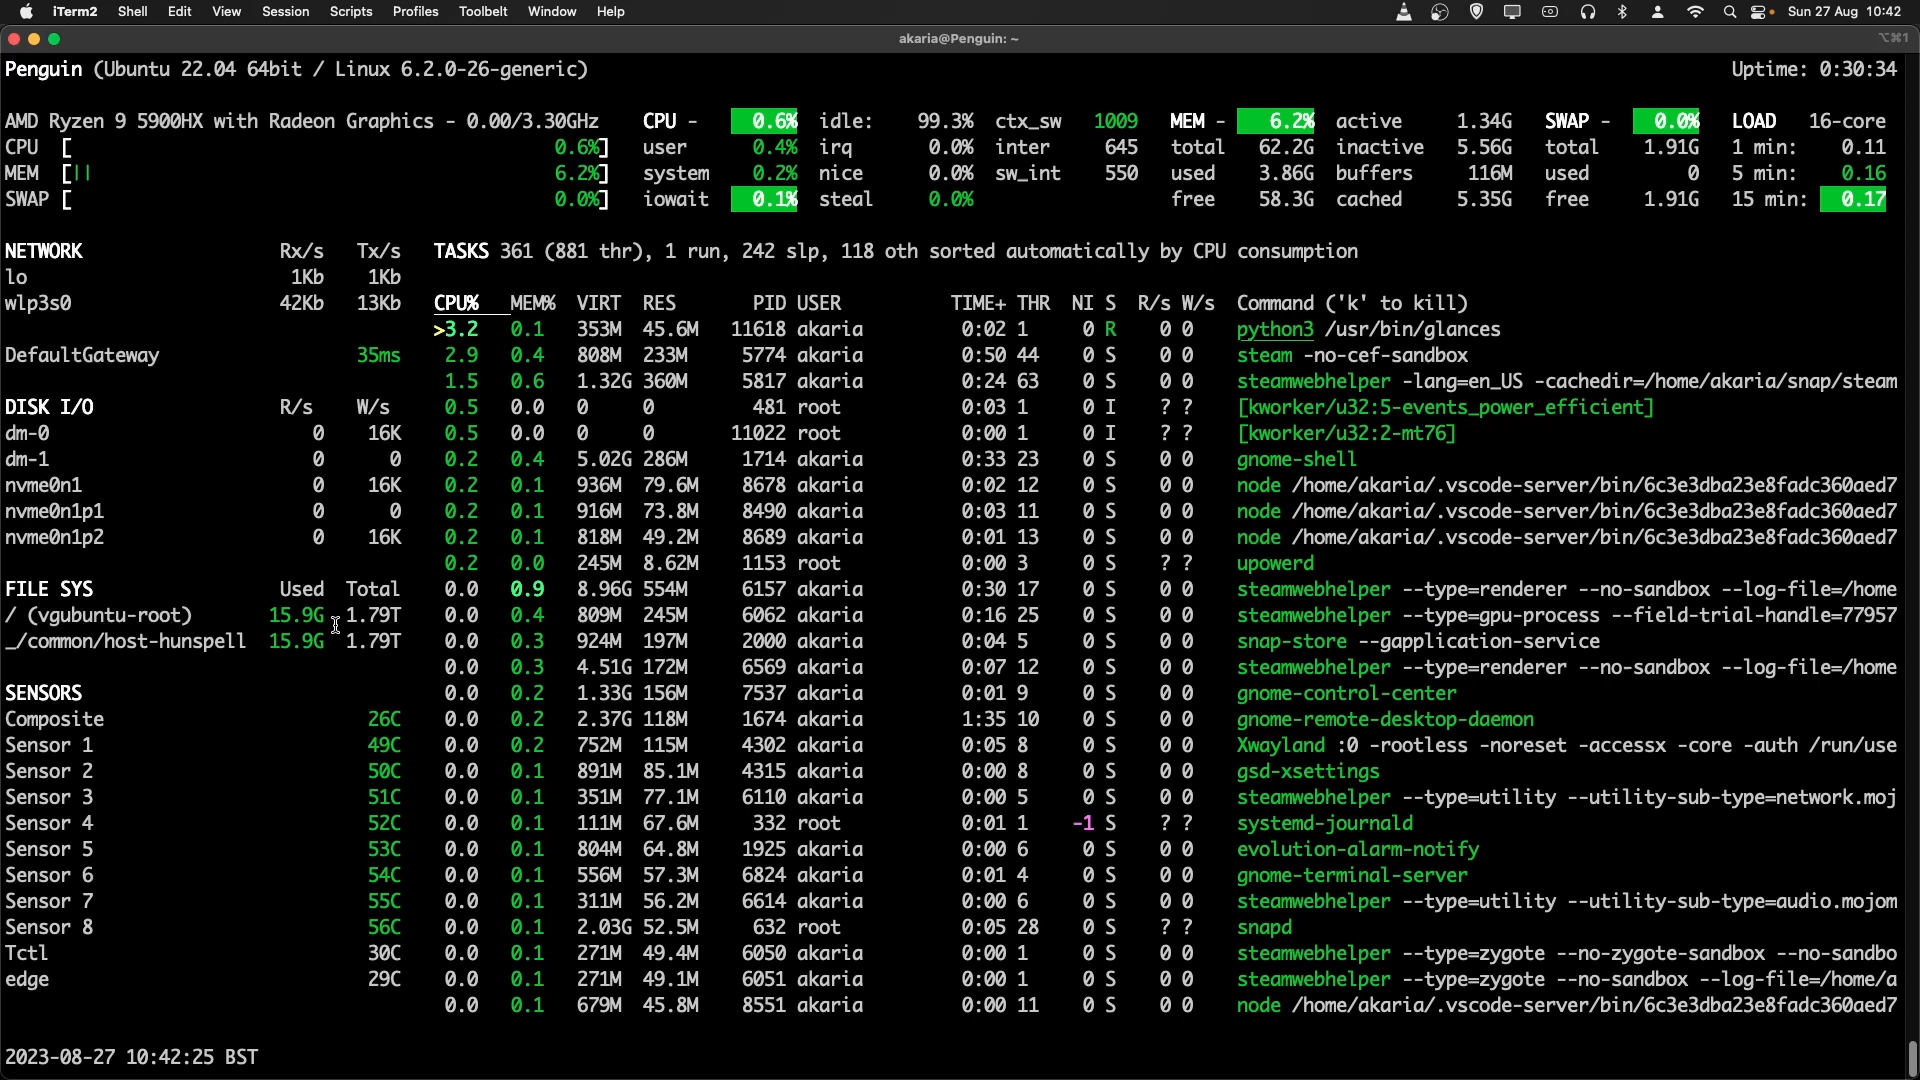 iTerm2 Shell Edit View Session Scripts Profiles Toolbelt Window Help Sun 27 Aug 10:42
akaria@Penguin: ~ ⌥⌘1
Penguin (Ubuntu 22.04 64bit / Linux 6.2.0-26-generic) Uptime: 0:30:34
AMD Ryzen 9 5900HX with Radeon Graphics - 0.00/3.30GHz CPU - 0.6% idle: 99.3% ctx_sw 1009 MEM - 6.2% active 1.34G SWAP - 0.0% LOAD 16-core
CPU [ 0.6%] user 0.4% irq 0.0% inter 645 total 62.2G inactive 5.56G total 1.91G 1 min: 0.11
MEM [|| 6.2%] system 0.2% nice 0.0% sw_int 550 used 3.86G buffers 116M used 0 5 min: 0.16
SWAP [ 0.0%] iowait 0.1% steal 0.0% free 58.3G cached 5.35G free 1.91G 15 min: 0.17
NETWORK Rx/s Tx/s TASKS 361 (881 thr), 1 run, 242 slp, 118 oth sorted automatically by CPU consumption
lo 1Kb 1Kb
wlp3s0 42Kb 13Kb CPU% MEM% VIRT RES PID USER TIME+ THR NI S R/s W/s Command ('k' to kill)
>3.2 0.1 353M 45.6M 11618 akaria 0:02 1 0 R 0 0 python3 /usr/bin/glances
DefaultGateway 35ms 2.9 0.4 808M 233M 5774 akaria 0:50 44 0 S 0 0 steam -no-cef-sandbox
1.5 0.6 1.32G 360M 5817 akaria 0:24 63 0 S 0 0 steamwebhelper -lang=en_US -cachedir=/home/akaria/snap/steam
DISK I/O R/s W/s 0.5 0.0 0 0 481 root 0:03 1 0 I ? ? [kworker/u32:5-events_power_efficient]
dm-0 0 16K 0.5 0.0 0 0 11022 root 0:00 1 0 I ? ? [kworker/u32:2-mt76]
dm-1 0 0 0.2 0.4 5.02G 286M 1714 akaria 0:33 23 0 S 0 0 gnome-shell
nvme0n1 0 16K 0.2 0.1 936M 79.6M 8678 akaria 0:02 12 0 S 0 0 node /home/akaria/.vscode-server/bin/6c3e3dba23e8fadc360aed7
nvme0n1p1 0 0 0.2 0.1 916M 73.8M 8490 akaria 0:03 11 0 S 0 0 node /home/akaria/.vscode-server/bin/6c3e3dba23e8fadc360aed7
nvme0n1p2 0 16K 0.2 0.1 818M 49.2M 8689 akaria 0:01 13 0 S 0 0 node /home/akaria/.vscode-server/bin/6c3e3dba23e8fadc360aed7
0.2 0.0 245M 8.62M 1153 root 0:00 3 0 S ? ? upowerd
FILE SYS Used Total 0.0 0.9 8.96G 554M 6157 akaria 0:30 17 0 S 0 0 steamwebhelper --type=renderer --no-sandbox --log-file=/home
/ (vgubuntu-root) 15.9G 1.79T 0.0 0.4 809M 245M 6062 akaria 0:16 25 0 S 0 0 steamwebhelper --type=gpu-process --field-trial-handle=77957
_/common/host-hunspell 15.9G 1.79T 0.0 0.3 924M 197M 2000 akaria 0:04 5 0 S 0 0 snap-store --gapplication-service
0.0 0.3 4.51G 172M 6569 akaria 0:07 12 0 S 0 0 steamwebhelper --type=renderer --no-sandbox --log-file=/home
SENSORS 0.0 0.2 1.33G 156M 7537 akaria 0:01 9 0 S 0 0 gnome-control-center
Composite 26C 0.0 0.2 2.37G 118M 1674 akaria 1:35 10 0 S 0 0 gnome-remote-desktop-daemon
Sensor 1 49C 0.0 0.2 752M 115M 4302 akaria 0:05 8 0 S 0 0 Xwayland :0 -rootless -noreset -accessx -core -auth /run/use
Sensor 2 50C 0.0 0.1 891M 85.1M 4315 akaria 0:00 8 0 S 0 0 gsd-xsettings
Sensor 3 51C 0.0 0.1 351M 77.1M 6110 akaria 0:00 5 0 S 0 0 steamwebhelper --type=utility --utility-sub-type=network.moj
Sensor 4 52C 0.0 0.1 111M 67.6M 332 root 0:01 1 -1 S ? ? systemd-journald
Sensor 5 53C 0.0 0.1 804M 64.8M 1925 akaria 0:00 6 0 S 0 0 evolution-alarm-notify
Sensor 6 54C 0.0 0.1 556M 57.3M 6824 akaria 0:01 4 0 S 0 0 gnome-terminal-server
Sensor 7 55C 0.0 0.1 311M 56.2M 6614 akaria 0:00 6 0 S 0 0 steamwebhelper --type=utility --utility-sub-type=audio.mojom
Sensor 8 56C 0.0 0.1 2.03G 52.5M 632 root 0:05 28 0 S ? ? snapd
Tctl 30C 0.0 0.1 271M 49.4M 6050 akaria 0:00 1 0 S 0 0 steamwebhelper --type=zygote --no-zygote-sandbox --no-sandbo
edge 29C 0.0 0.1 271M 49.1M 6051 akaria 0:00 1 0 S 0 0 steamwebhelper --type=zygote --no-sandbox --log-file=/home/a
0.0 0.1 679M 45.8M 8551 akaria 0:00 11 0 S 0 0 node /home/akaria/.vscode-server/bin/6c3e3dba23e8fadc360aed7
2023-08-27 10:42:25 BST